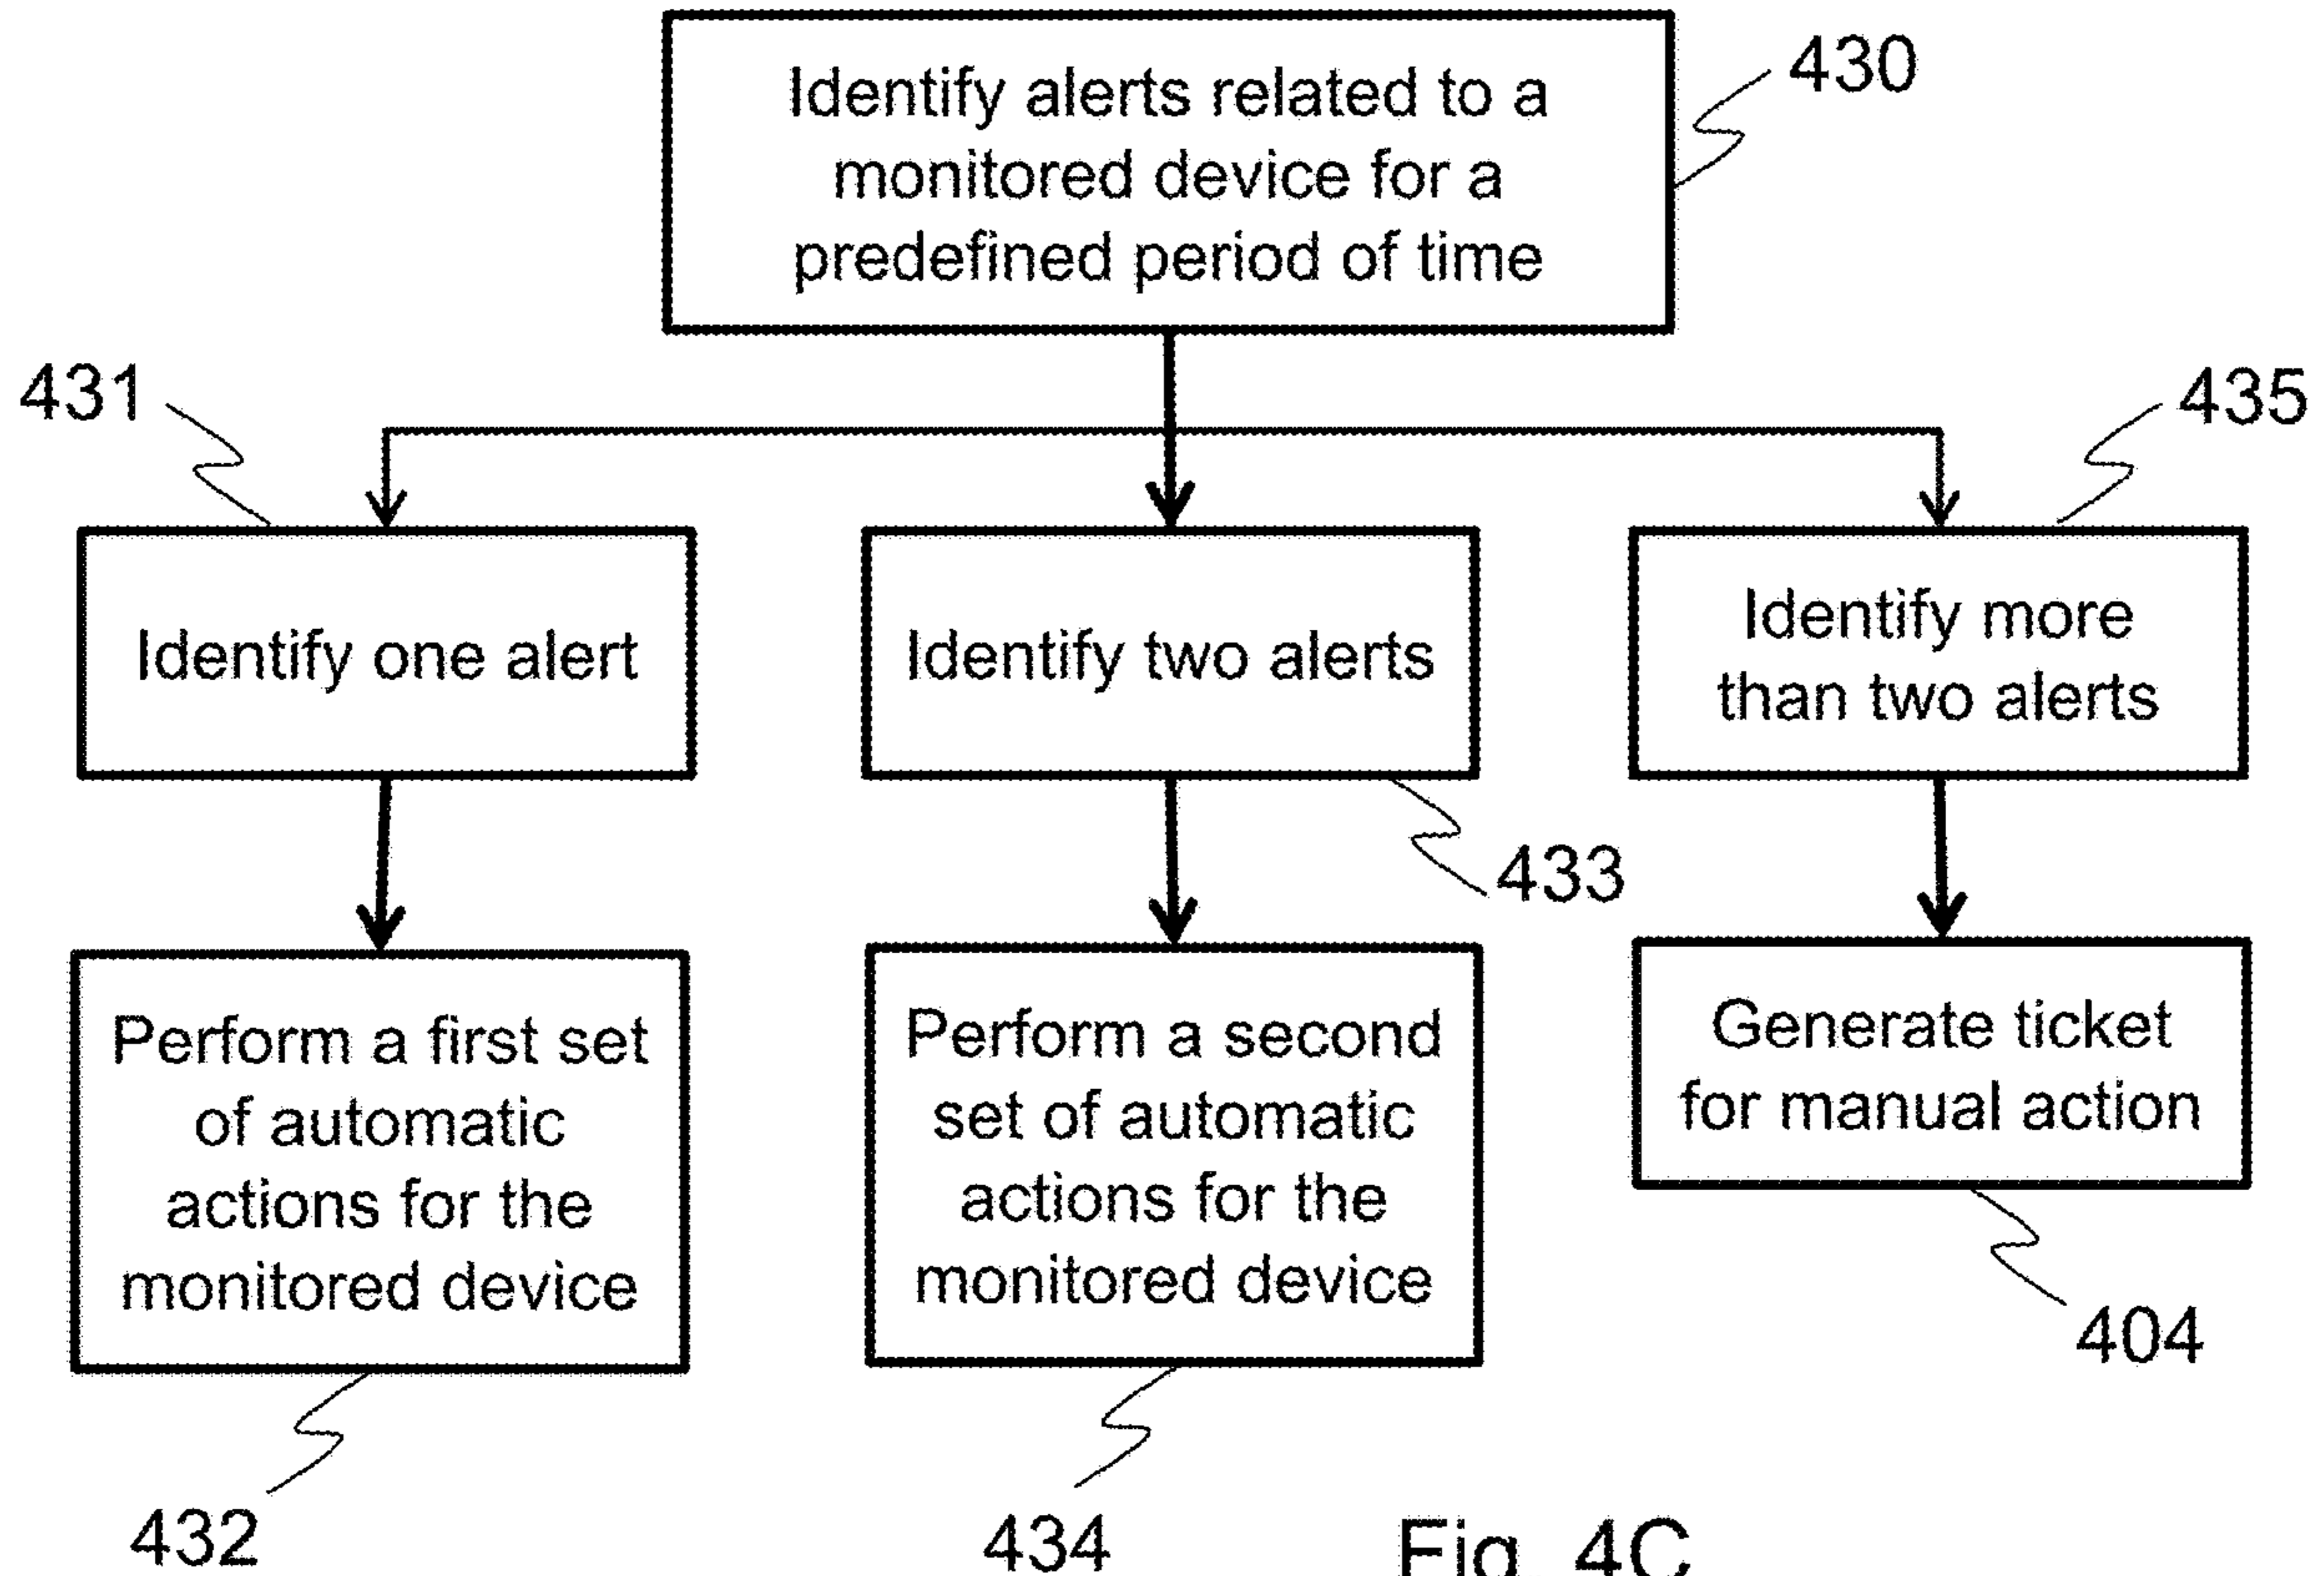 Identify alerts related to a
monitored device for a
predefined period of time
430
431
435
Identify one alert
Identify two alerts
Identify more
than two alerts
433
Perform a first set
of automatic
actions for the
monitored device
Perform a second
set of automatic
actions for the
monitored device
Generate ticket
for manual action
404
432
434
Fig. 4C